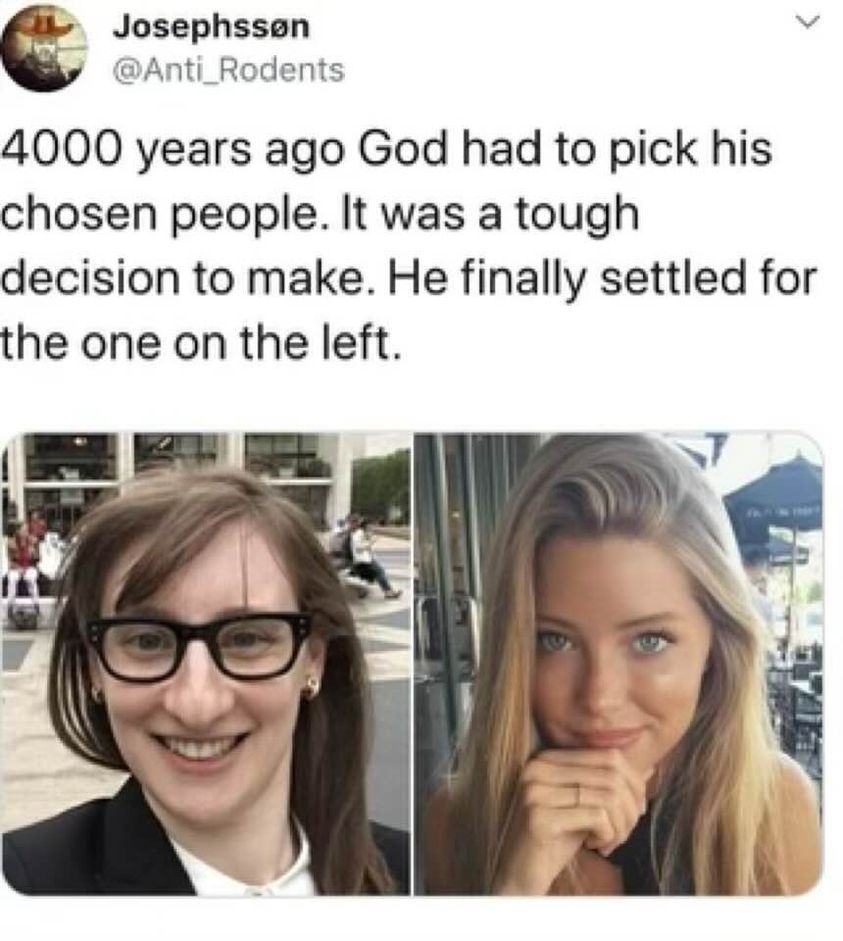 Josephssøn
@Anti_Rodents
4000 years ago God had to pick his
chosen people. It was a tough
decision to make. He finally settled for
the one on the left.